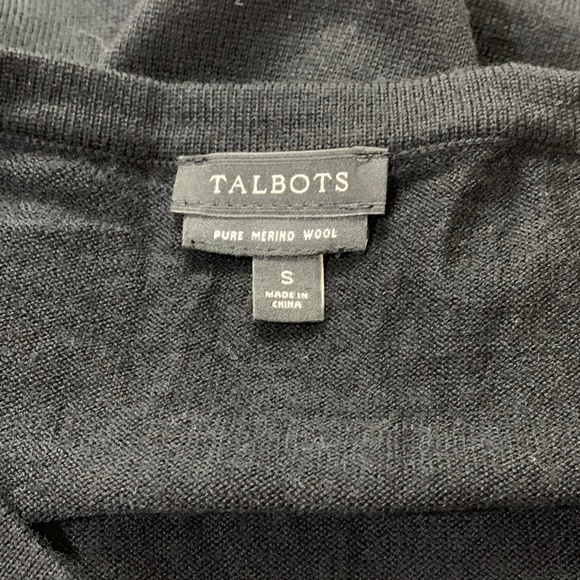 TALBOTS
PURE MERINO WOOL
S
MADE IN
CHINA